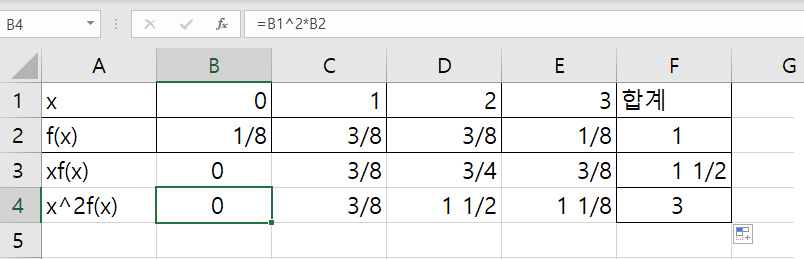 B4 fx =B1^2*B2
A B C D E F G
1 x 0 1 2 3 합계
2 f(x) 1/8 3/8 3/8 1/8 1
3 xf(x) 0 3/8 3/4 3/8 1 1/2
4 x^2f(x) 0 3/8 1 1/2 1 1/8 3
5